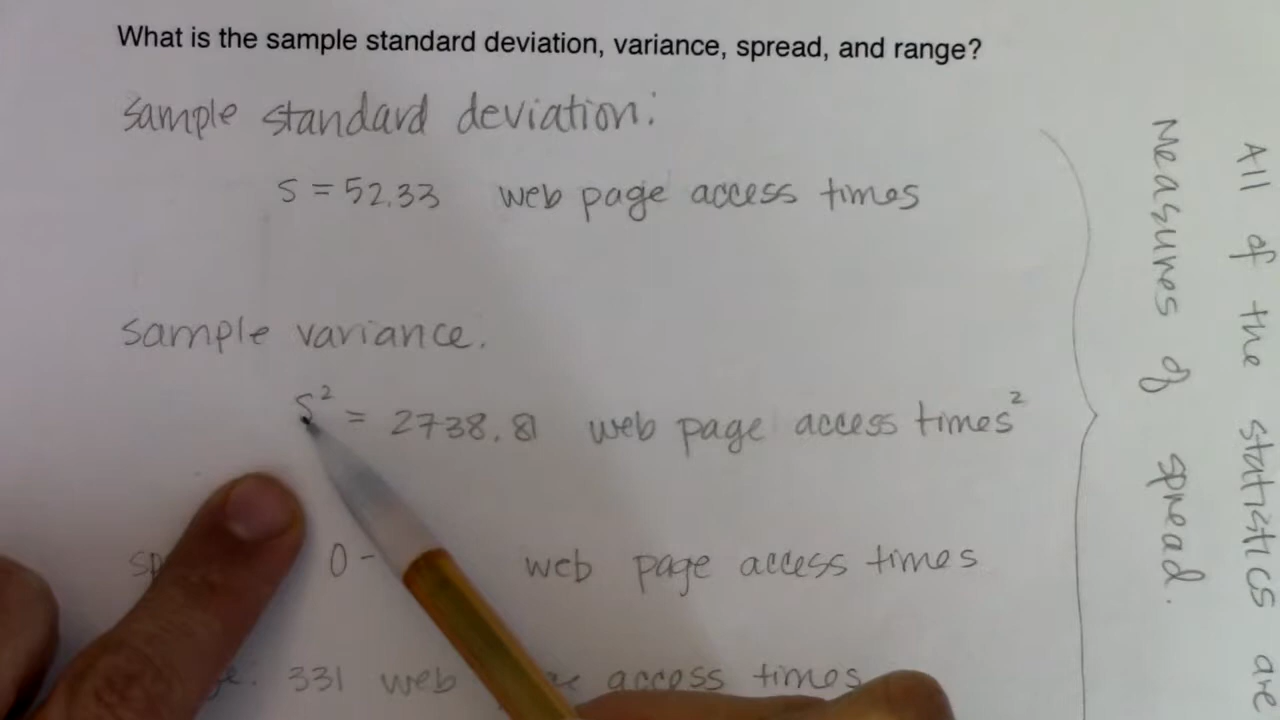 What is the sample standard deviation, variance, spread, and range?
sample standard deviation:
S = 52.33 web page access times
sample variance.
S² = 2738.81 web page access times²
0 - web page access times
331 web access times
All of the statistics are
Measures of spread.